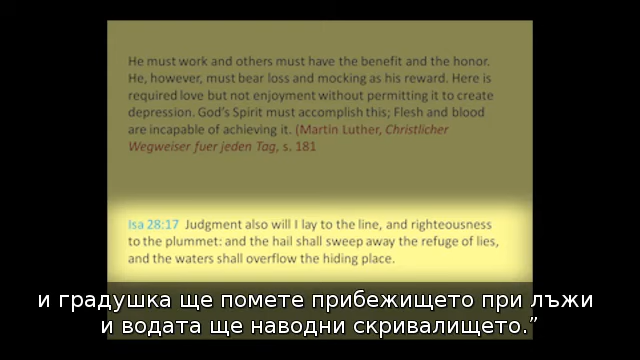 He must work and others must have the benefit and the honor.
He, however, must bear loss and mocking as his reward. Here is
required love but not enjoyment without permitting it to create
depression. God's Spirit must accomplish this; Flesh and blood
are incapable of achieving it. (Martin Luther, Christlicher
Wegweiser fuer jeden Tag, s. 181
Isa 28:17 Judgment also will I lay to the line, and righteousness
to the plummet: and the hail shall sweep away the refuge of lies,
and the waters shall overflow the hiding place.
и градушка ще помете прибежището при лъжи
и водата ще наводни скривалището.”